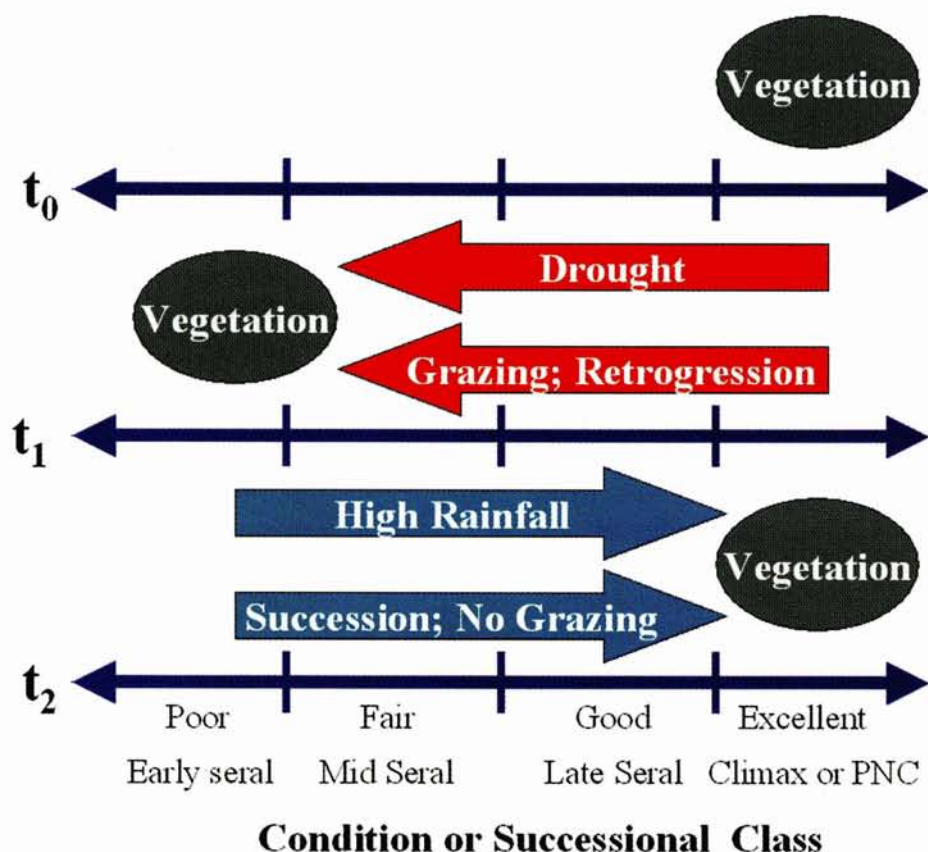 Vegetation
t0
Drought
Vegetation
Grazing; Retrogression
t1
High Rainfall
Vegetation
Succession; No Grazing
t2
Poor Fair Good Excellent
Early seral Mid Seral Late Seral Climax or PNC
Condition or Successional Class